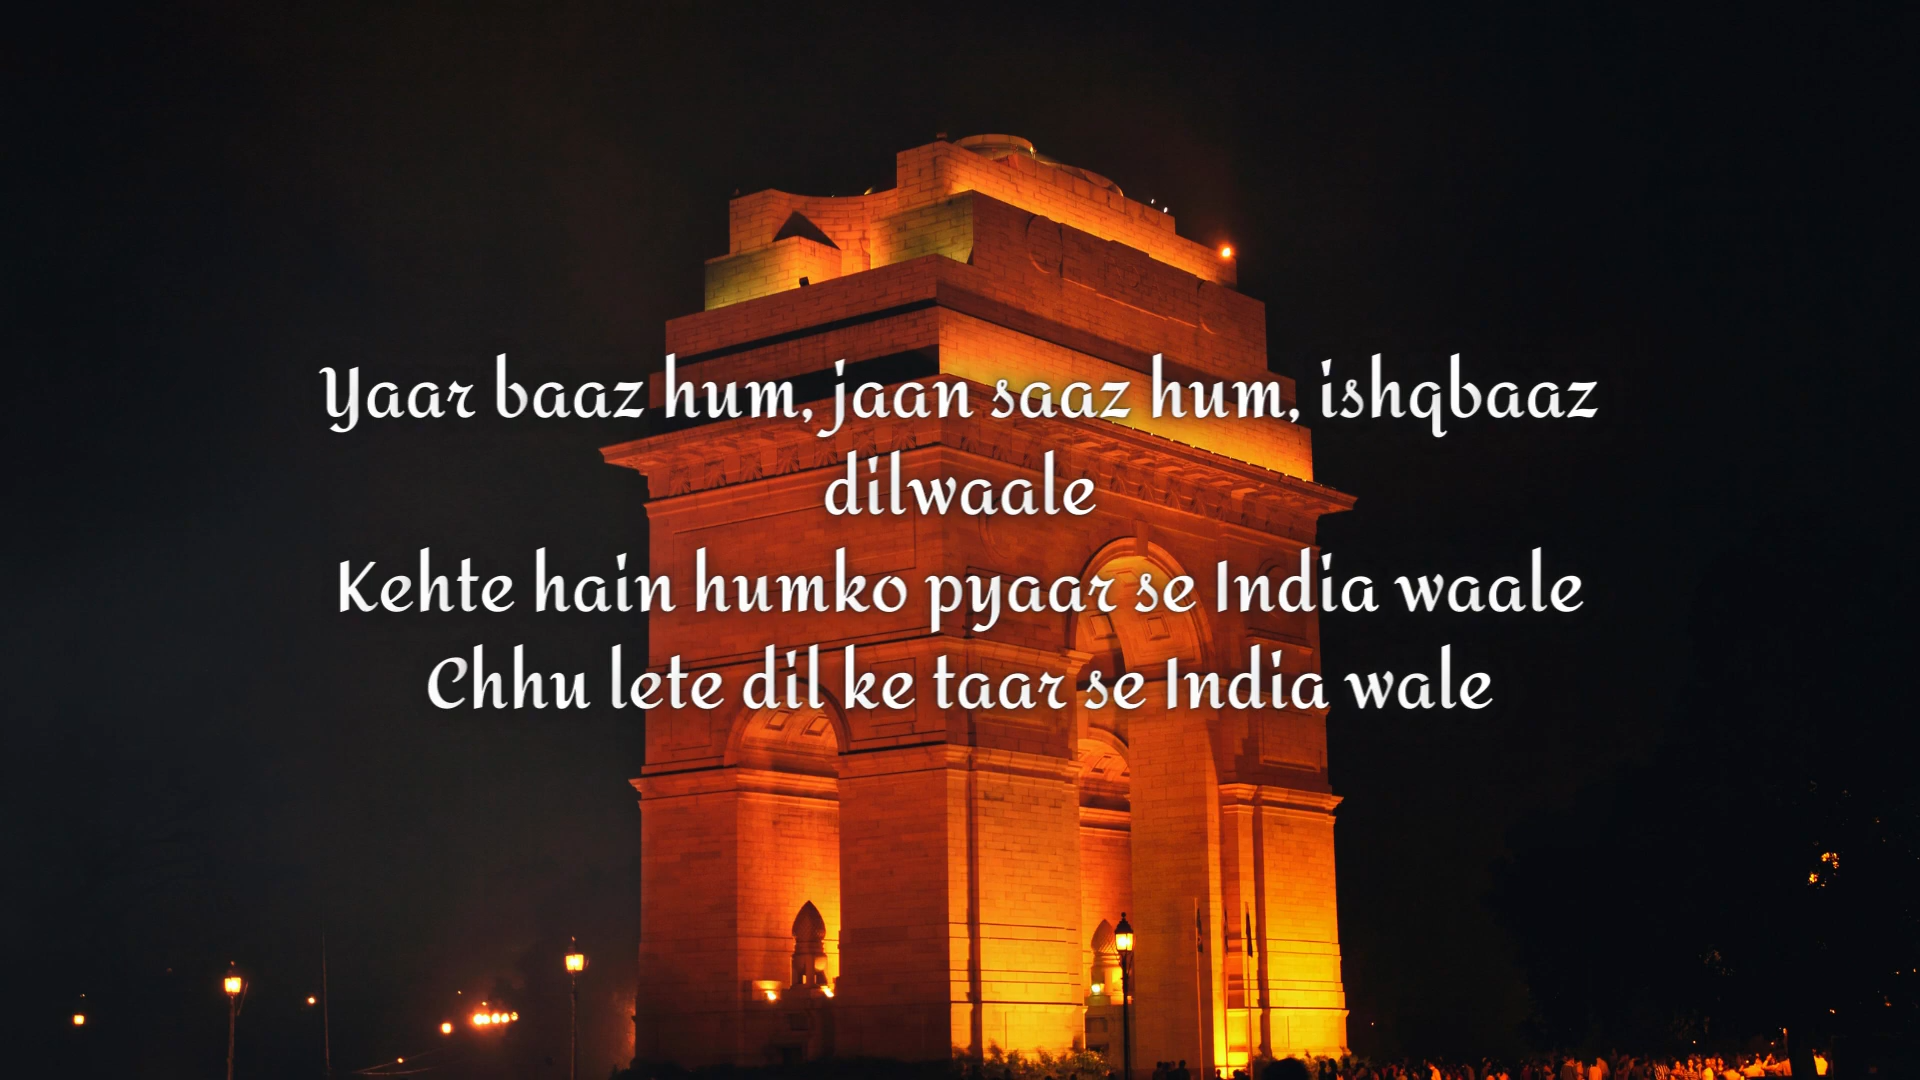 Yaar baaz hum, jaan saaz hum, ishqbaaz
dilwaale
Kehte hain humko pyaar se India waale
Chhu lete dil ke taar se India wale